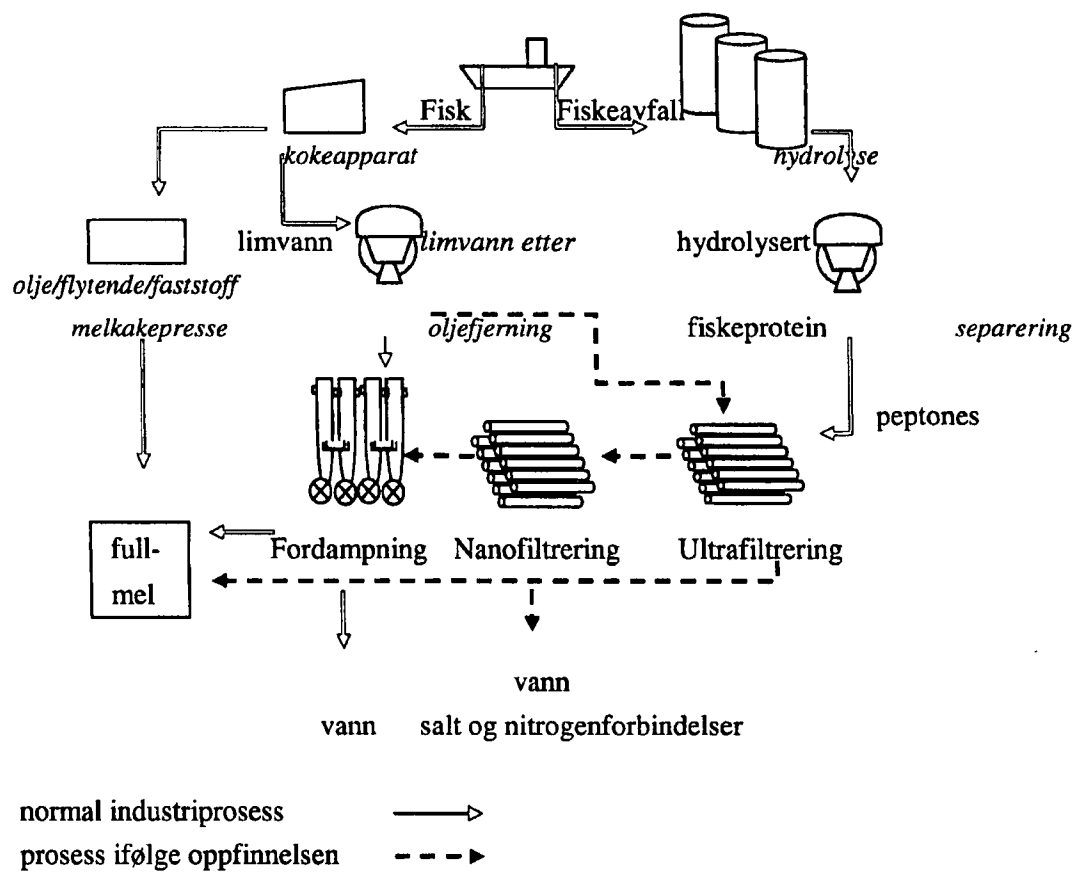 Fisk
Fiskeavfall
kokeapparat
hydrolyse
limvann
limvann etter
hydrolysert
olje/flytende/faststoff
melkakepresse
oljefjerning
fiskeprotein
separering
peptones
full-
mel
Fordampning
Nanofiltrering
Ultrafiltrering
vann
vann
salt og nitrogenforbindelser
normal industriprosess
prosess ifølge oppfinnelsen